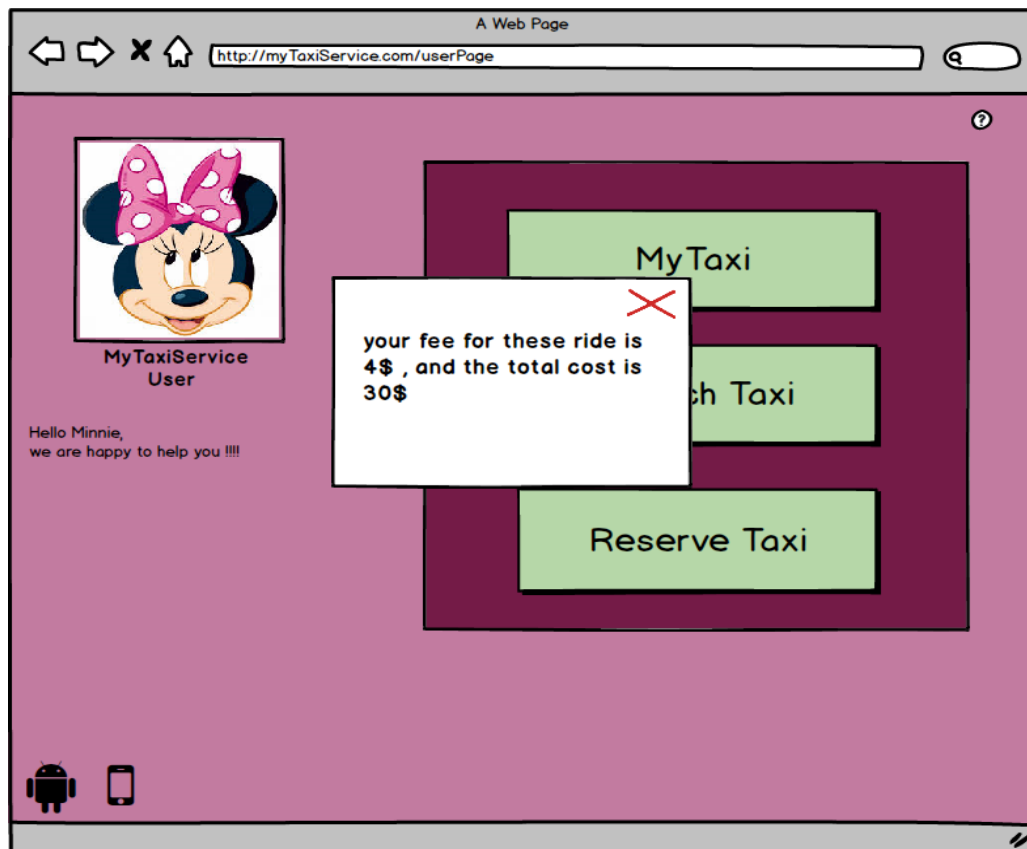 A Web Page
http://myTaxiService.com/userPage
?
MyTaxi
your fee for these ride is
4$ , and the total cost is
30$
ch Taxi
Reserve Taxi
MyTaxiService
User
Hello Minnie,
we are happy to help you !!!!